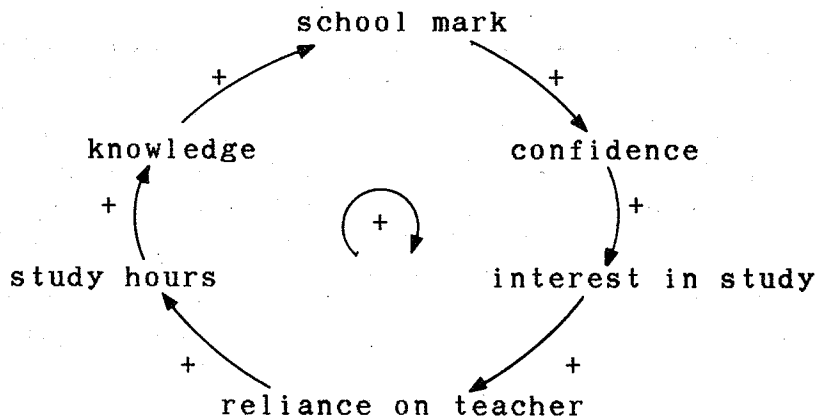 school mark
+ +
knowledge confidence
+ + +
study hours interest in study
+ +
reliance on teacher